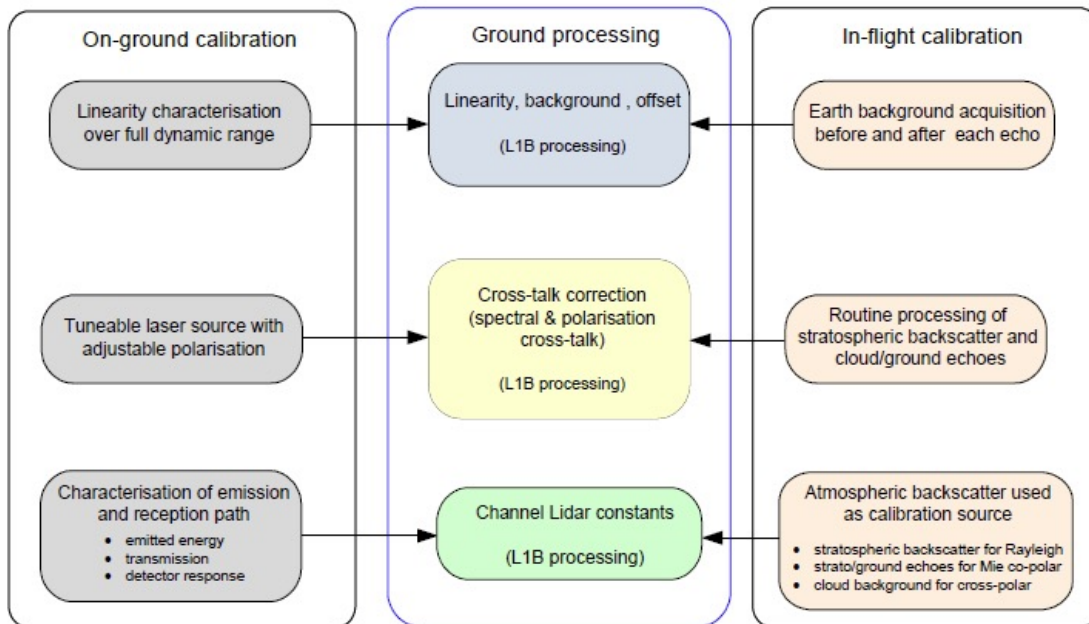 On-ground calibration
Linearity characterisation
over full dynamic range
Tuneable laser source with
adjustable polarisation
Characterisation of emission
and reception path
• emitted energy
• transmission
• detector response
Ground processing
Linearity, background , offset
(L1B processing)
Cross-talk correction
(spectral & polarisation
cross-talk)
(L1B processing)
Channel Lidar constants
(L1B processing)
In-flight calibration
Earth background acquisition
before and after each echo
Routine processing of
stratospheric backscatter and
cloud/ground echoes
Atmospheric backscatter used
as calibration source
• stratospheric backscatter for Rayleigh
• strato/ground echoes for Mie co-polar
• cloud background for cross-polar